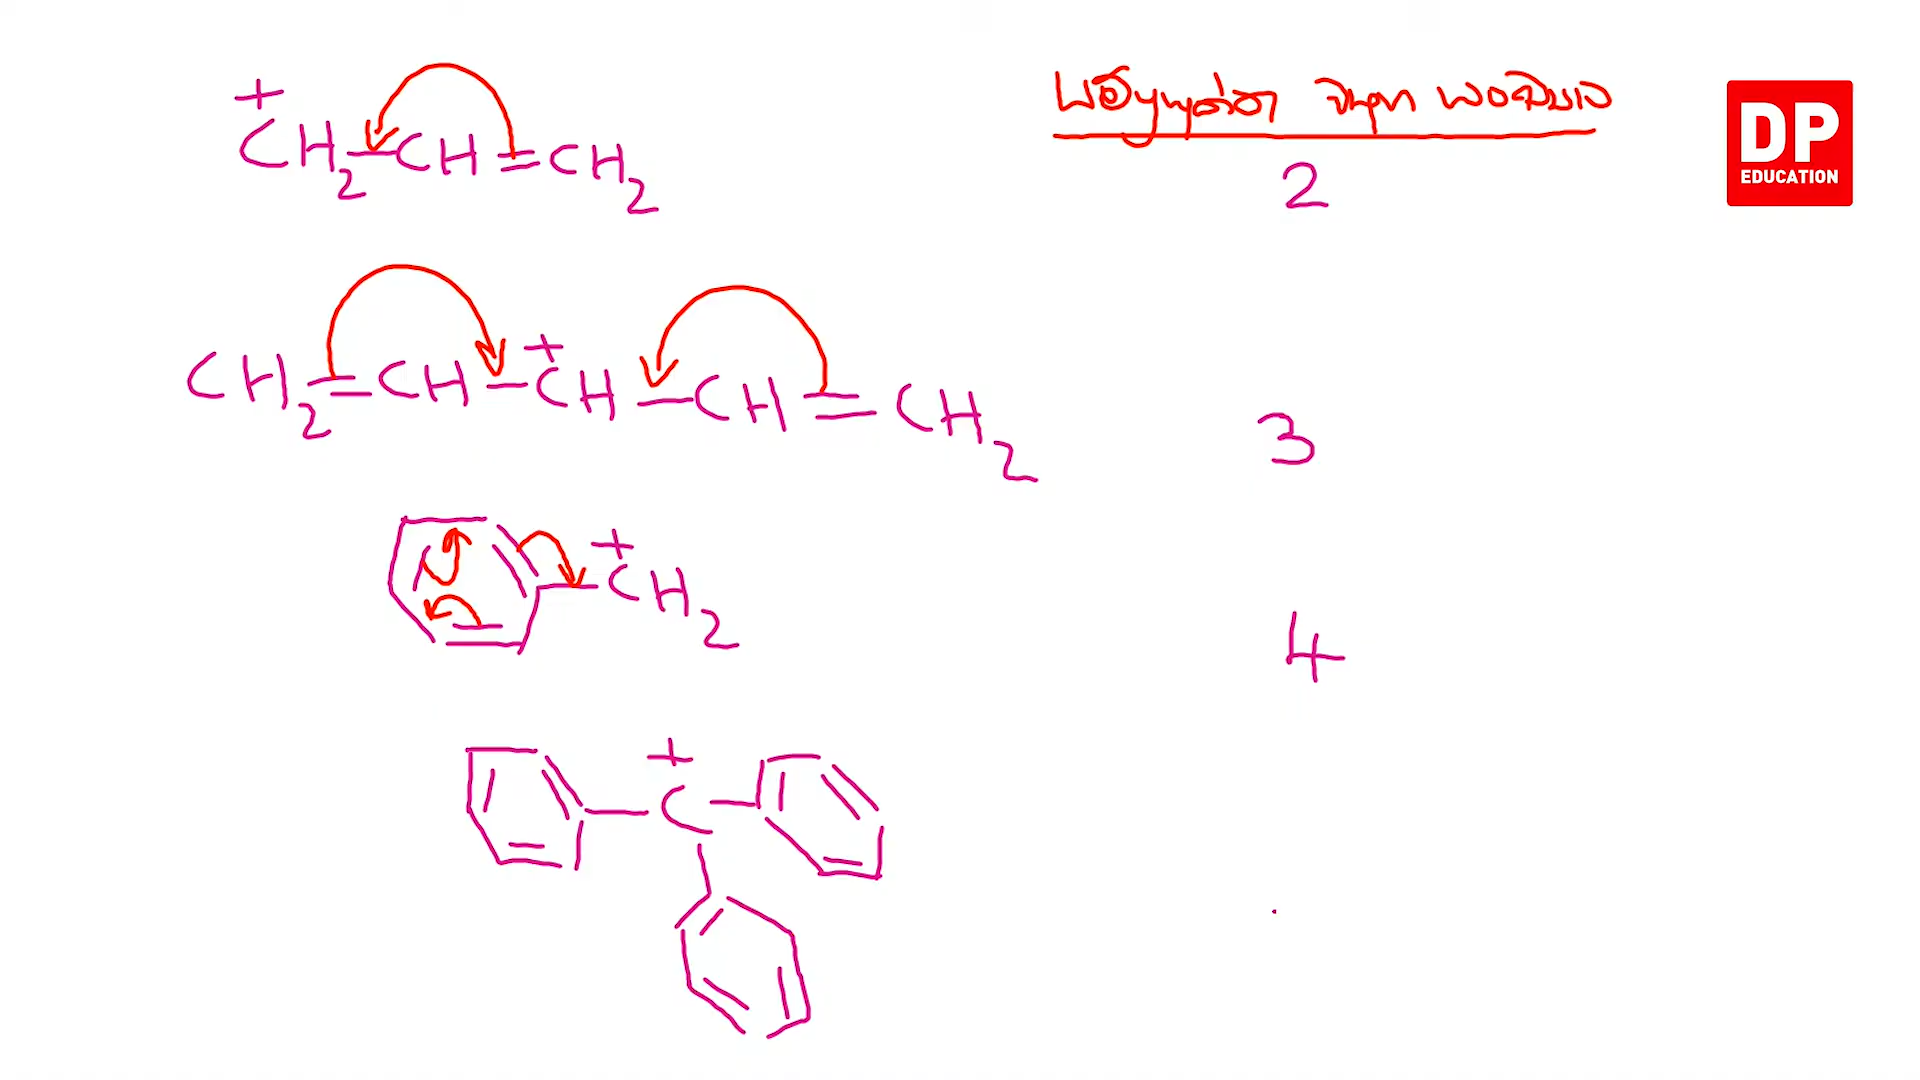 +
CH2–CH=CH2
2
DP
EDUCATION
+
CH2=CH–CH–CH=CH2
3
+
CH2
4
+
C